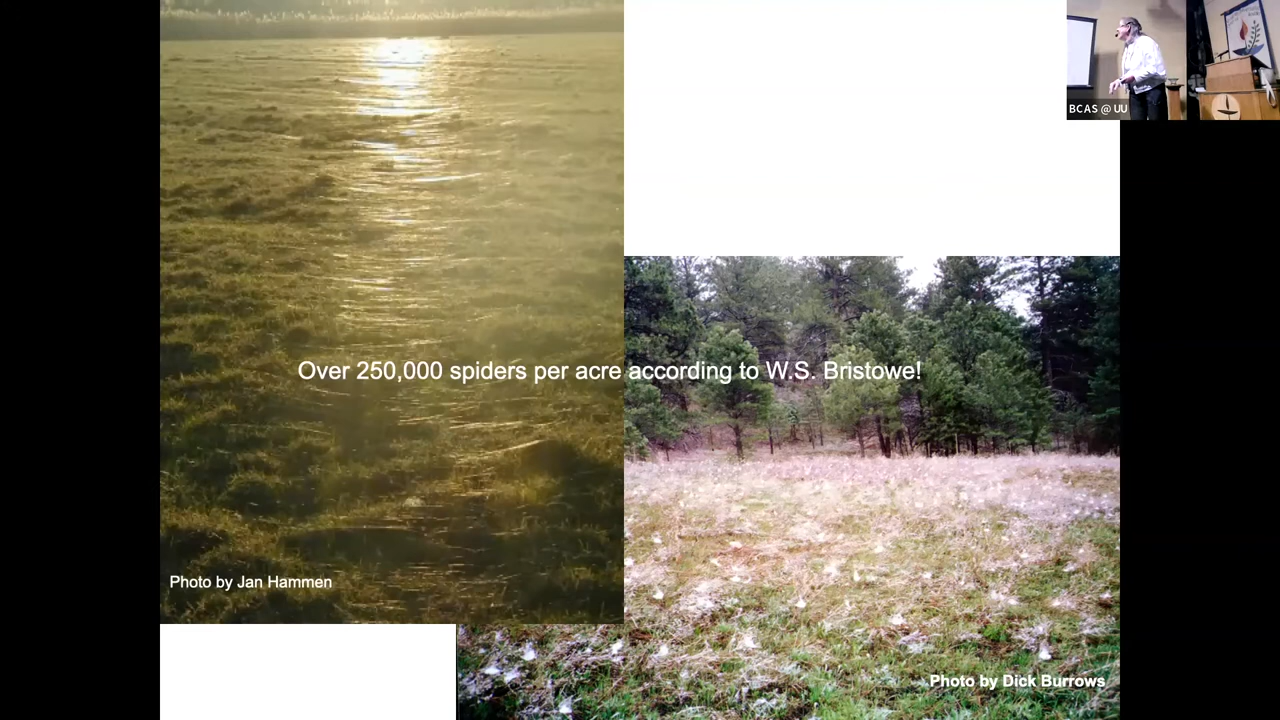 BCAS @ UU
Over 250,000 spiders per acre according to W.S. Bristowe!
Photo by Jan Hammen
Photo by Dick Burrows